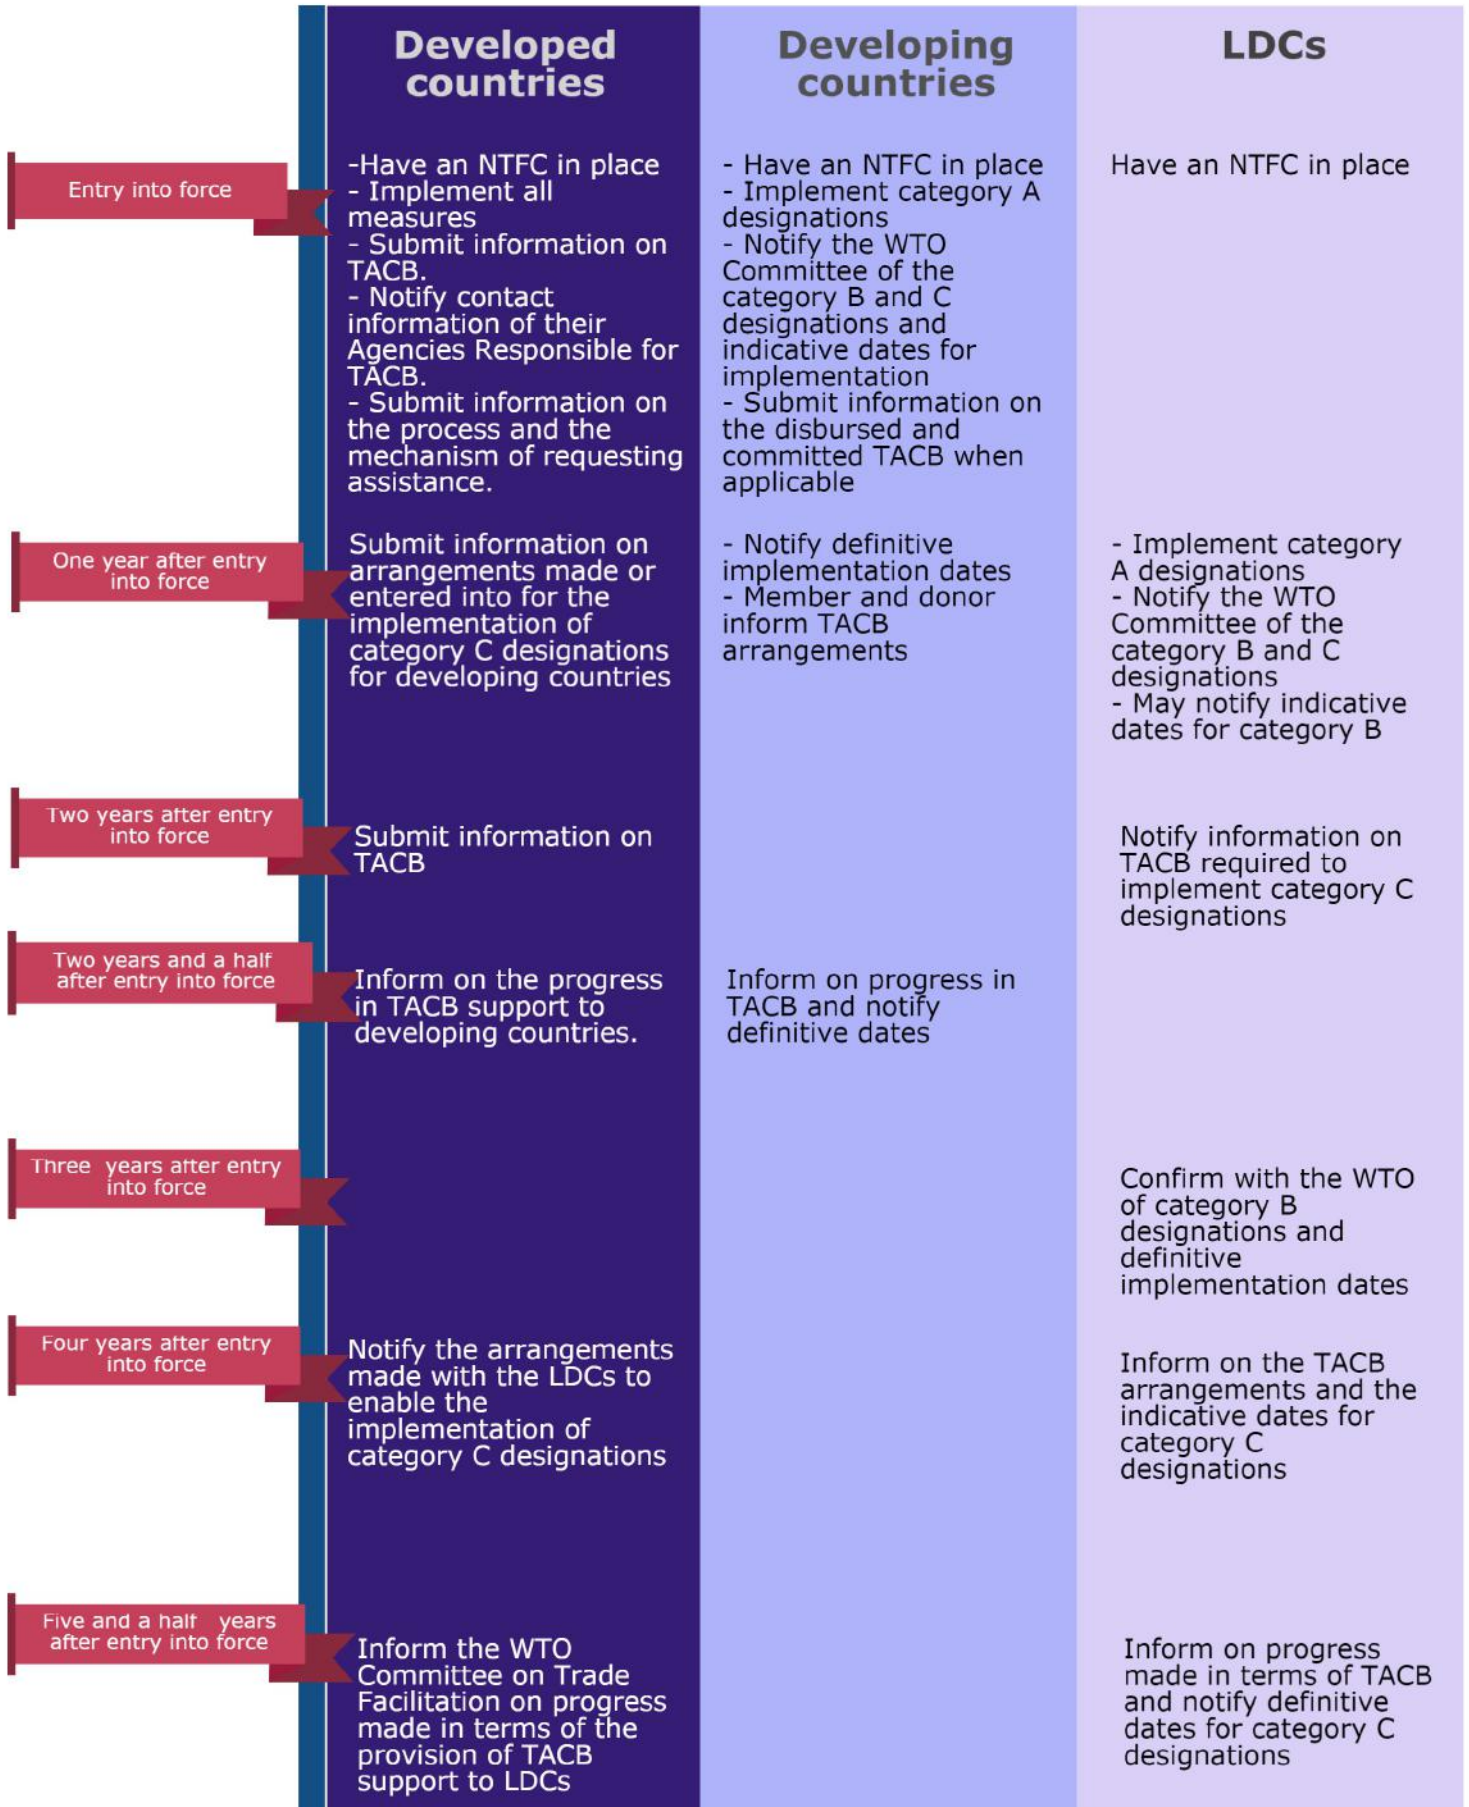 Developed
countries
Developing
countries
LDCs
Entry into force
-Have an NTFC in place
- Implement all
measures
- Submit information on
TACB.
- Notify contact
information of their
Agencies Responsible for
TACB.
- Submit information on
the process and the
mechanism of requesting
assistance.
- Have an NTFC in place
- Implement category A
designations
- Notify the WTO
Committee of the
category B and C
designations and
indicative dates for
implementation
- Submit information on
the disbursed and
committed TACB when
applicable
Have an NTFC in place
One year after entry
into force
Submit information on
arrangements made or
entered into for the
implementation of
category C designations
for developing countries
- Notify definitive
implementation dates
- Member and donor
inform TACB
arrangements
- Implement category
A designations
- Notify the WTO
Committee of the
category B and C
designations
- May notify indicative
dates for category B
Two years after entry
into force
Submit information on
TACB
Notify information on
TACB required to
implement category C
designations
Two years and a half
after entry into force
Inform on the progress
in TACB support to
developing countries.
Inform on progress in
TACB and notify
definitive dates
Three years after entry
into force
Confirm with the WTO
of category B
designations and
definitive
implementation dates
Four years after entry
into force
Notify the arrangements
made with the LDCs to
enable the
implementation of
category C designations
Inform on the TACB
arrangements and the
indicative dates for
category C
designations
Five and a half years
after entry into force
Inform the WTO
Committee on Trade
Facilitation on progress
made in terms of the
provision of TACB
support to LDCs
Inform on progress
made in terms of TACB
and notify definitive
dates for category C
designations